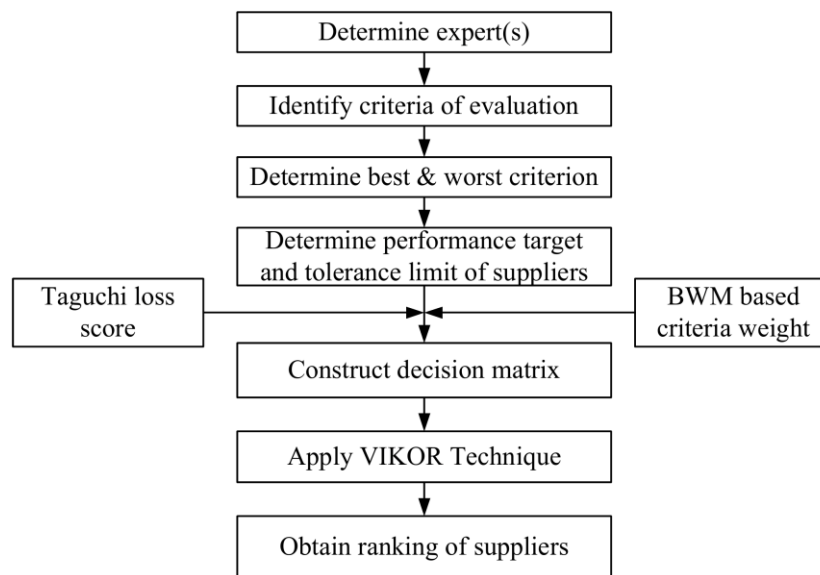 Determine expert(s)
Identify criteria of evaluation
Determine best & worst criterion
Determine performance target
and tolerance limit of suppliers
Taguchi loss
score
BWM based
criteria weight
Construct decision matrix
Apply VIKOR Technique
Obtain ranking of suppliers